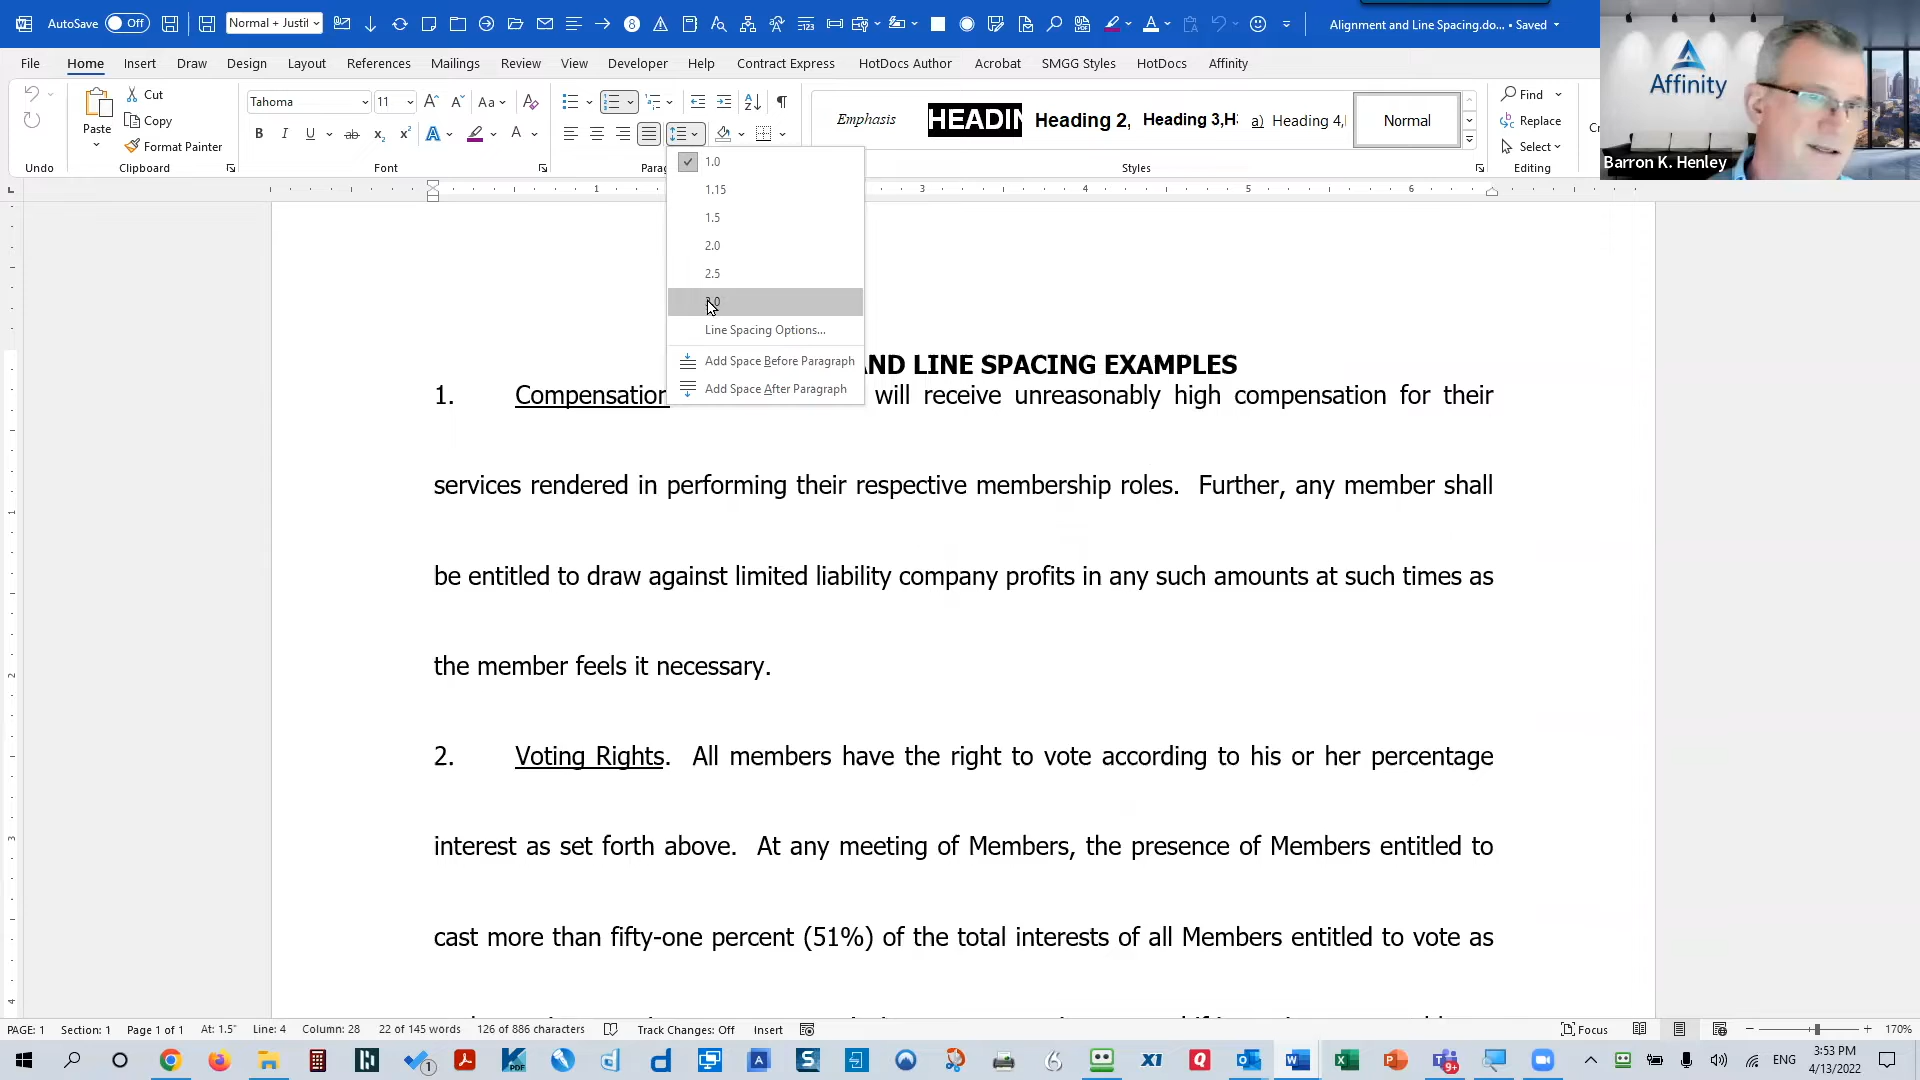 AutoSave Off Normal + Justif Alignment and Line Spacing.do... • Saved
File Home Insert Draw Design Layout References Mailings Review View Developer Help Contract Express HotDocs Author Acrobat SMGG Styles HotDocs Affinity
Affinity
Barron K. Henley
Paste
Cut
Copy
Format Painter
Tahoma 11
Emphasis HEADIN Heading 2, Heading 3,H a) Heading 4, Normal
Find
Replace
Select
Undo Clipboard Font Parag Styles Editing
1 3 4 5 6
1.0
1.15
1.5
2.0
2.5
Line Spacing Options...
Add Space Before Paragraph
Add Space After Paragraph
AND LINE SPACING EXAMPLES
1. Compensation will receive unreasonably high compensation for their
services rendered in performing their respective membership roles. Further, any member shall
be entitled to draw against limited liability company profits in any such amounts at such times as
the member feels it necessary.
2. Voting Rights. All members have the right to vote according to his or her percentage
interest as set forth above. At any meeting of Members, the presence of Members entitled to
cast more than fifty-one percent (51%) of the total interests of all Members entitled to vote as
PAGE: 1 Section: 1 Page 1 of 1 At: 1.5" Line: 4 Column: 28 22 of 145 words 126 of 886 characters Track Changes: Off Insert Focus 170%
ENG
3:53 PM
4/13/2022